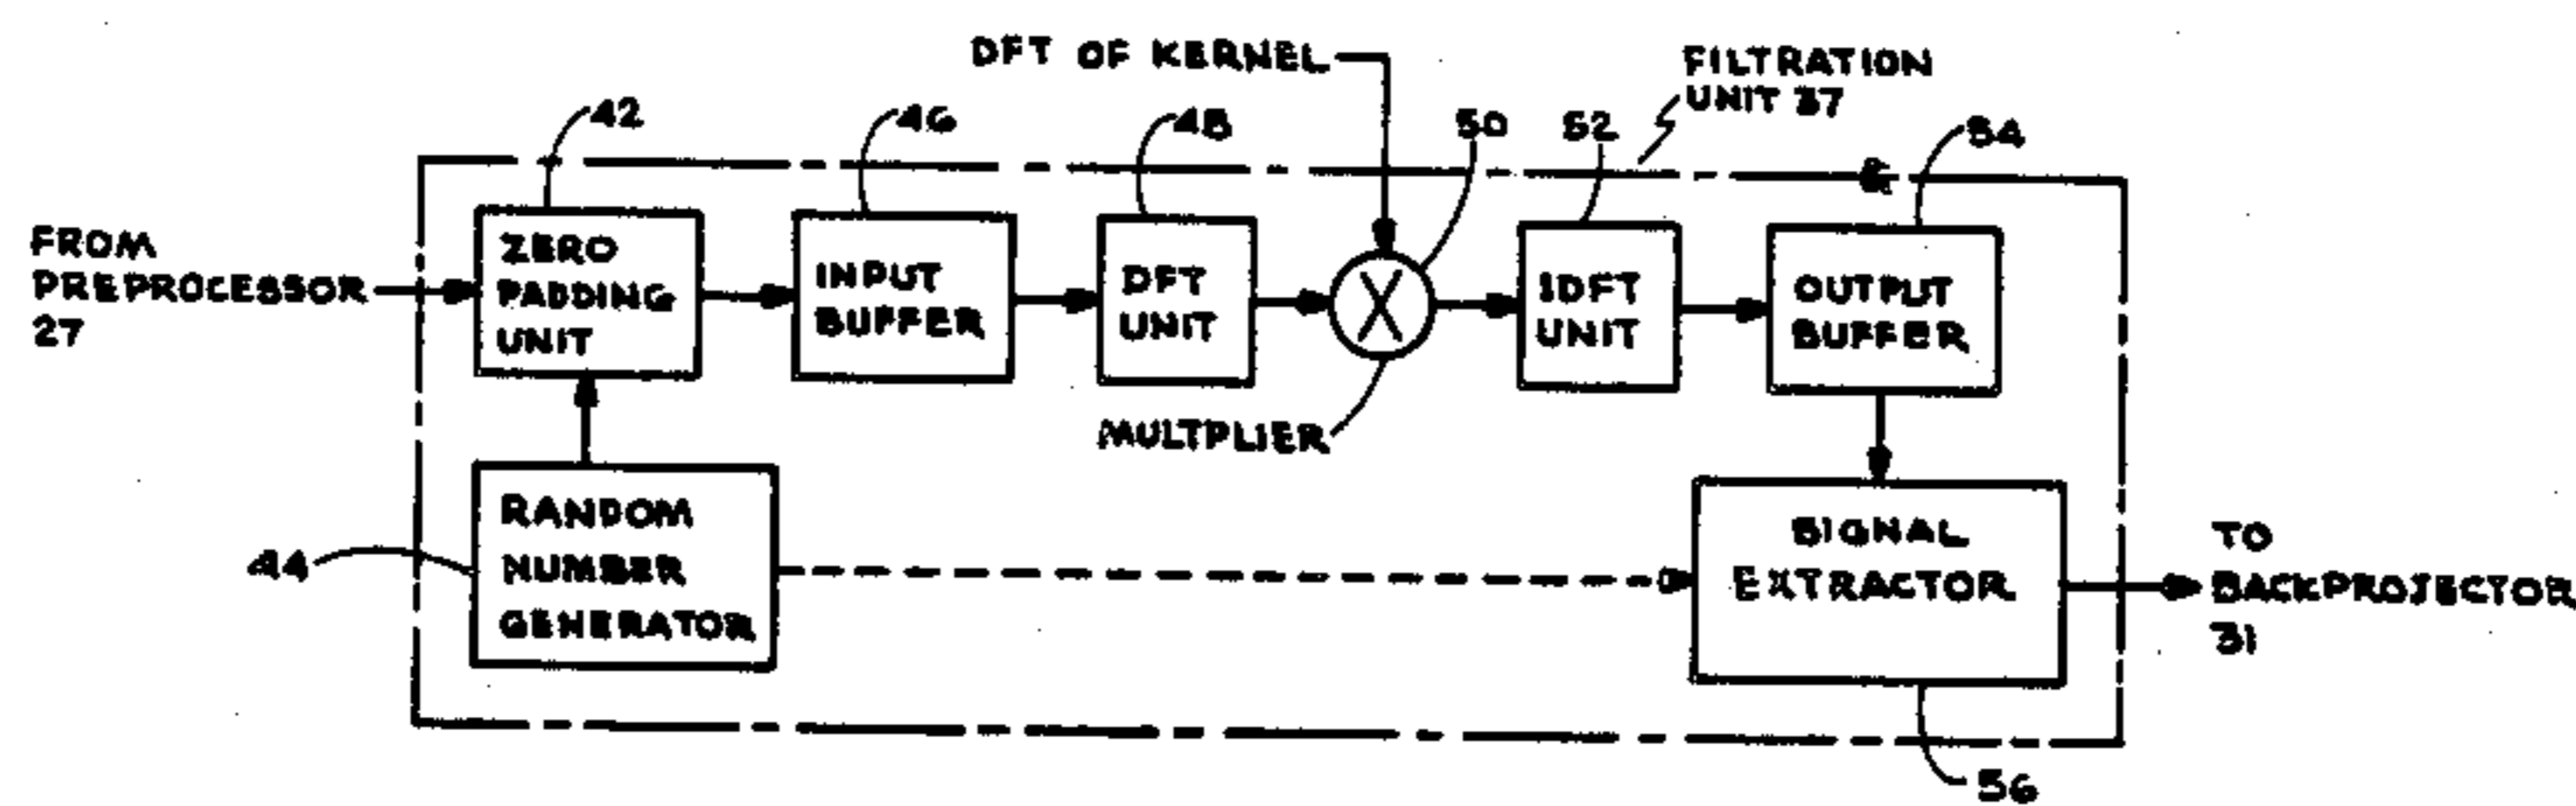 DFT OF KERNEL
FILTRATION
UNIT 37
42
46
48
50
52
54
FROM
PREPROCESSOR
27
ZERO
PADDING
UNIT
INPUT
BUFFER
DFT
UNIT
X
IDFT
UNIT
OUTPUT
BUFFER
MULTPLIER
44
RANDOM
NUMBER
GENERATOR
SIGNAL
EXTRACTOR
TO
BACKPROJECTOR
31
56